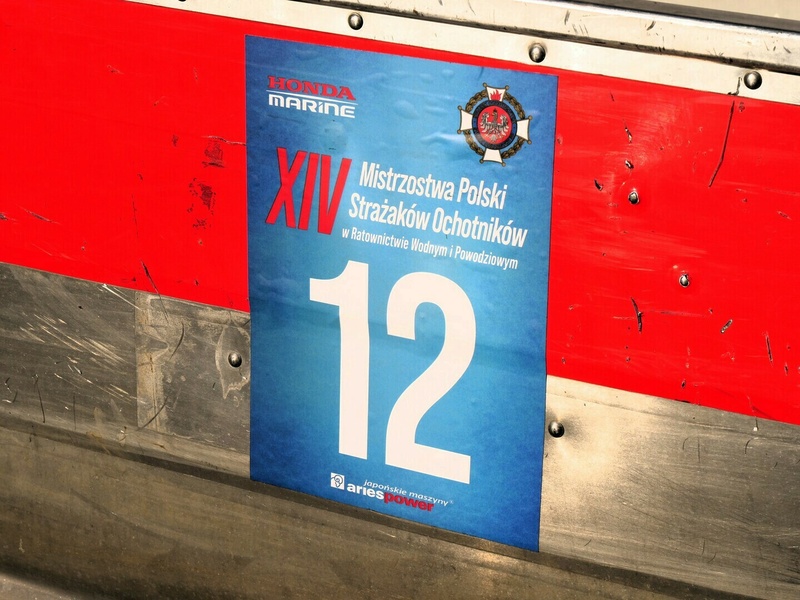 HONDA
MARINE
XIV
Mistrzostwa Polski
Strażaków Ochotników
w Ratownictwie Wodnym i Powodziowym
12
japońskie maszyny®
ariespower